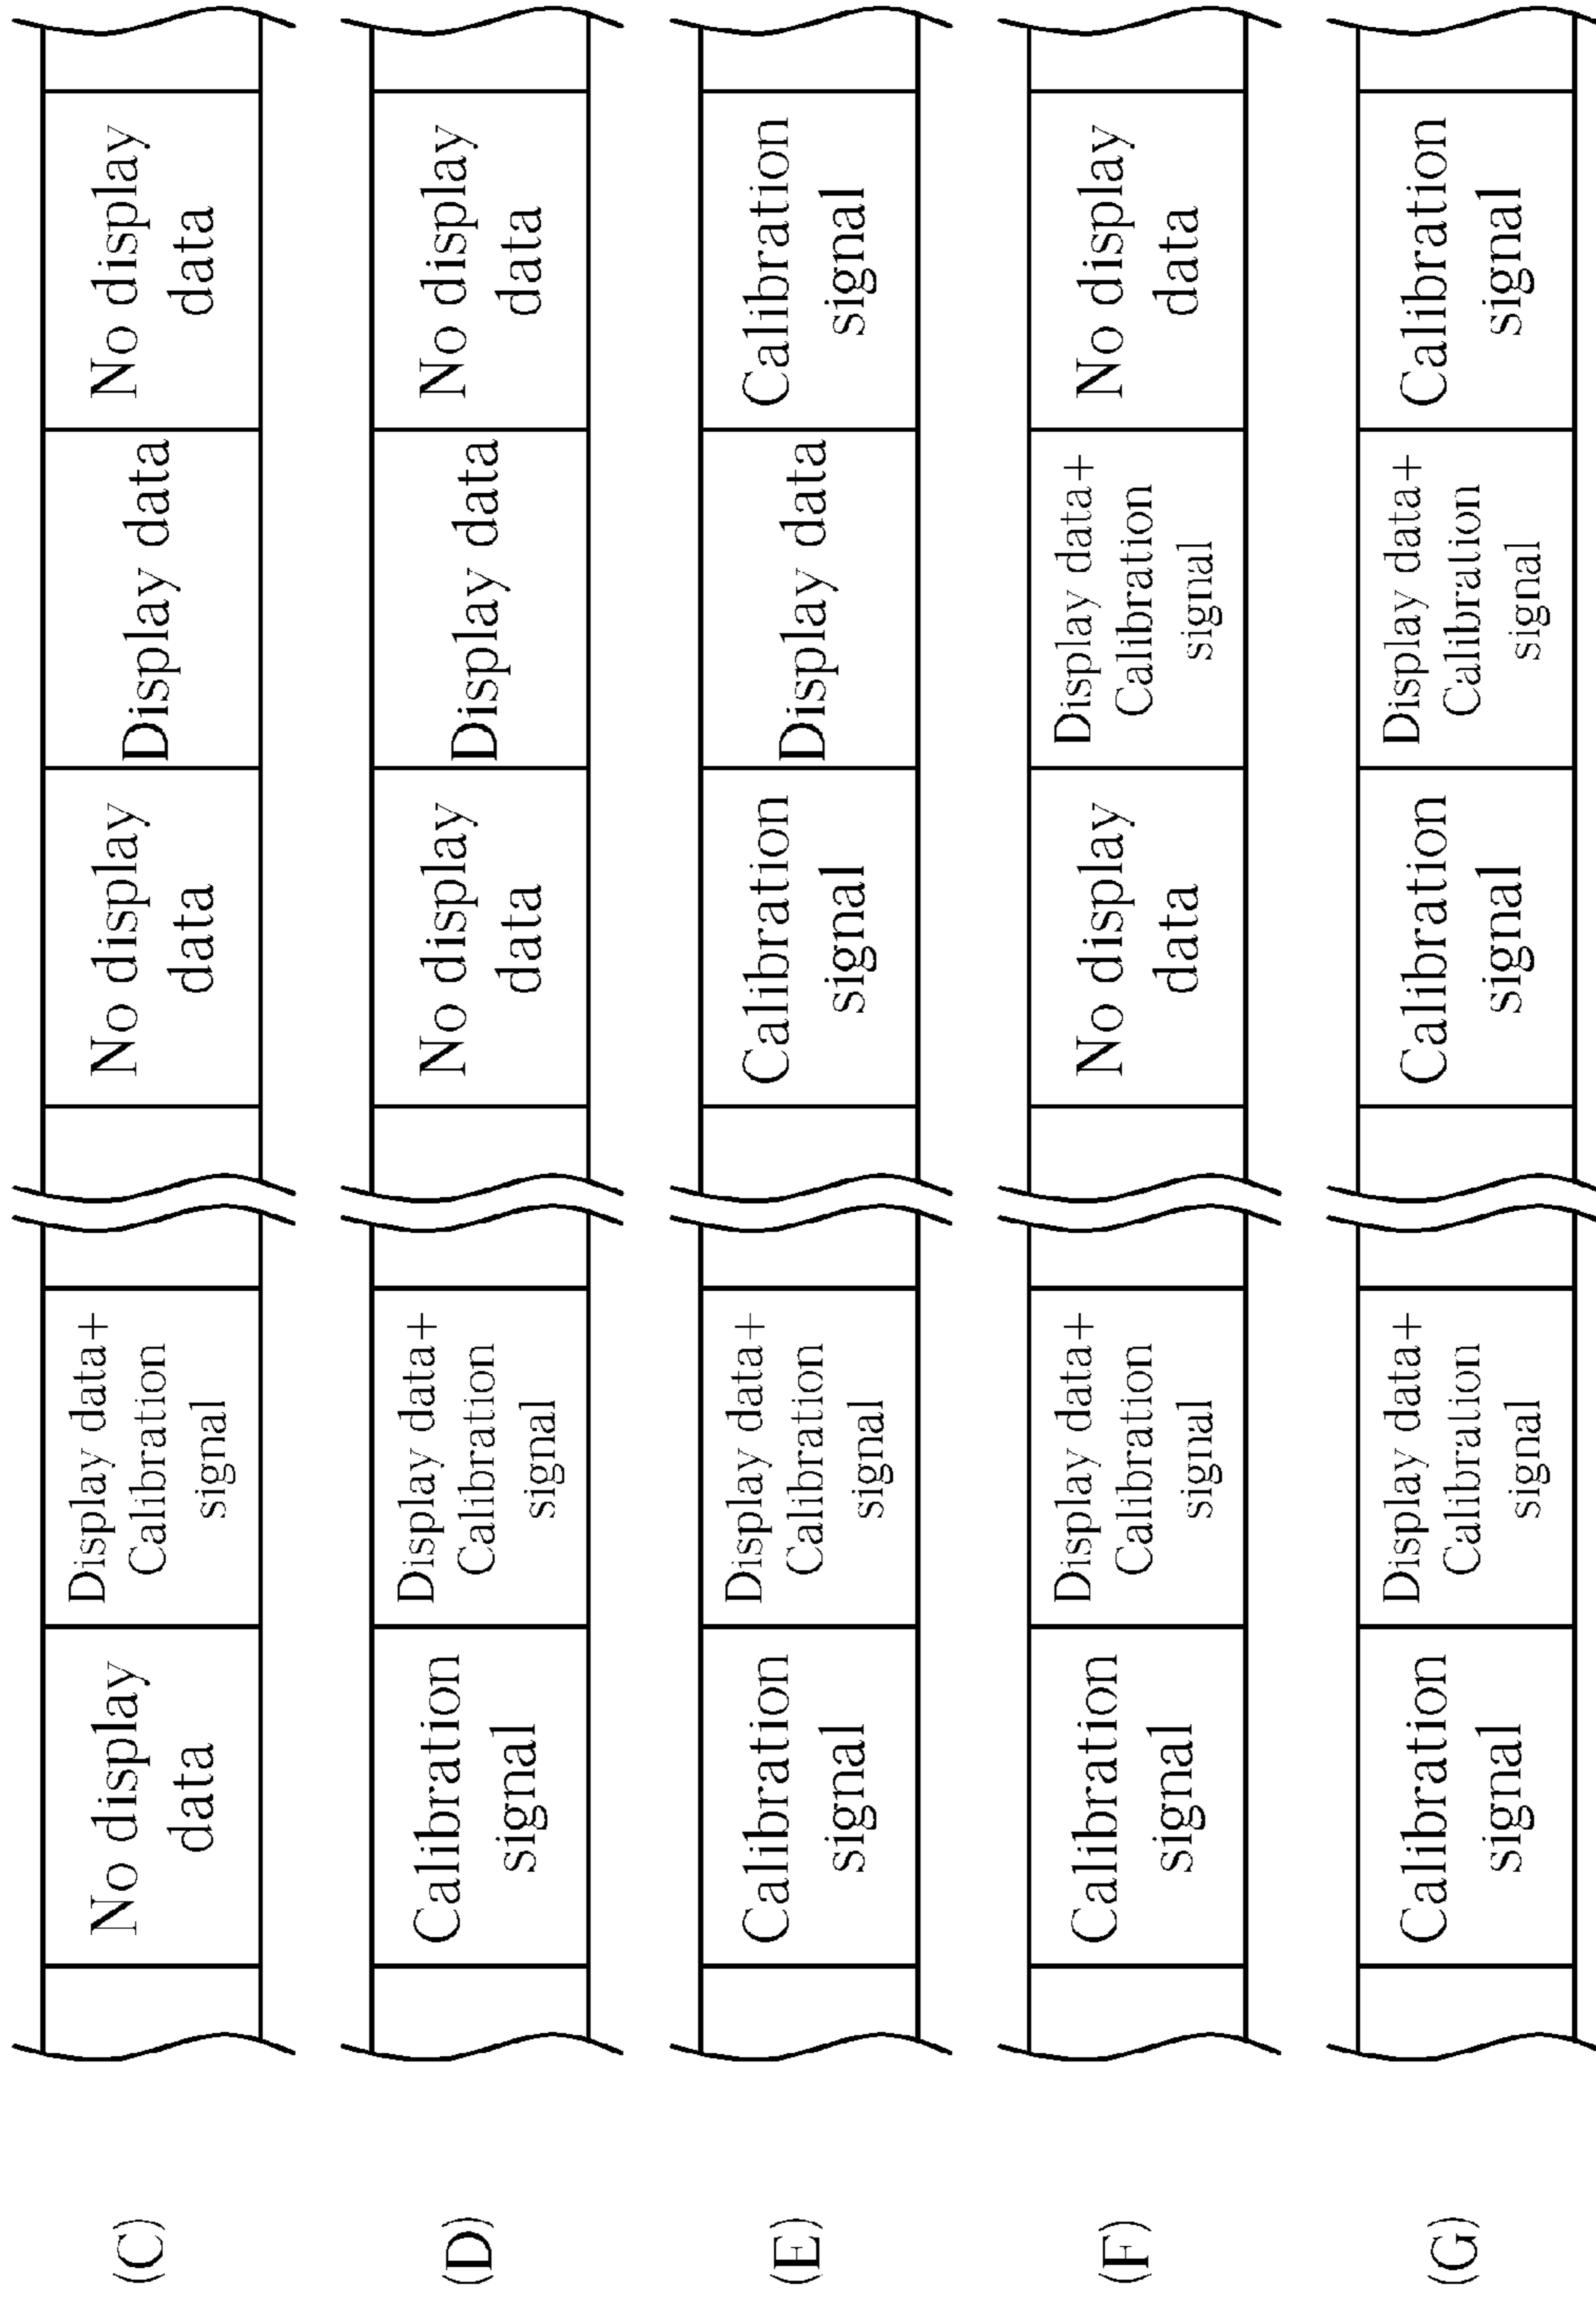 (C)
No display
data
Display data+
Calibration
signal
No display
data
Display data
No display
data
(D)
Calibration
signal
Display data+
Calibration
signal
No display
data
Display data
No display
data
(E)
Calibration
signal
Display data+
Calibration
signal
Calibration
signal
Display data
Calibration
signal
(F)
Calibration
signal
Display data+
Calibration
signal
No display
data
Display data+
Calibration
signal
No display
data
(G)
Calibration
signal
Display data+
Calibration
signal
Calibration
signal
Display data+
Calibration
signal
Calibration
signal